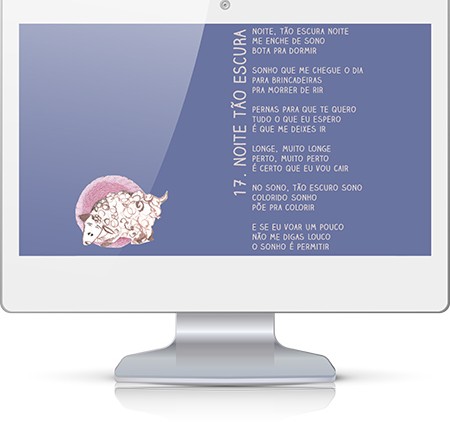 17. NOITE TÃO ESCURA
NOITE, TÃO ESCURA NOITE
ME ENCHE DE SONO
BOTA PRA DORMIR
SONHO QUE ME CHEGUE O DIA
PARA BRINCADEIRAS
PRA MORRER DE RIR
PERNAS PARA QUE TE QUERO
TUDO O QUE EU ESPERO
É QUE ME DEIXES IR
LONGE, MUITO LONGE
PERTO, MUITO PERTO
É CERTO QUE EU VOU CAIR
NO SONO, TÃO ESCURO SONO
COLORIDO SONHO
PÕE PRA COLORIR
E SE EU VOAR UM POUCO
NÃO ME DIGAS LOUCO
O SONHO É PERMITIR